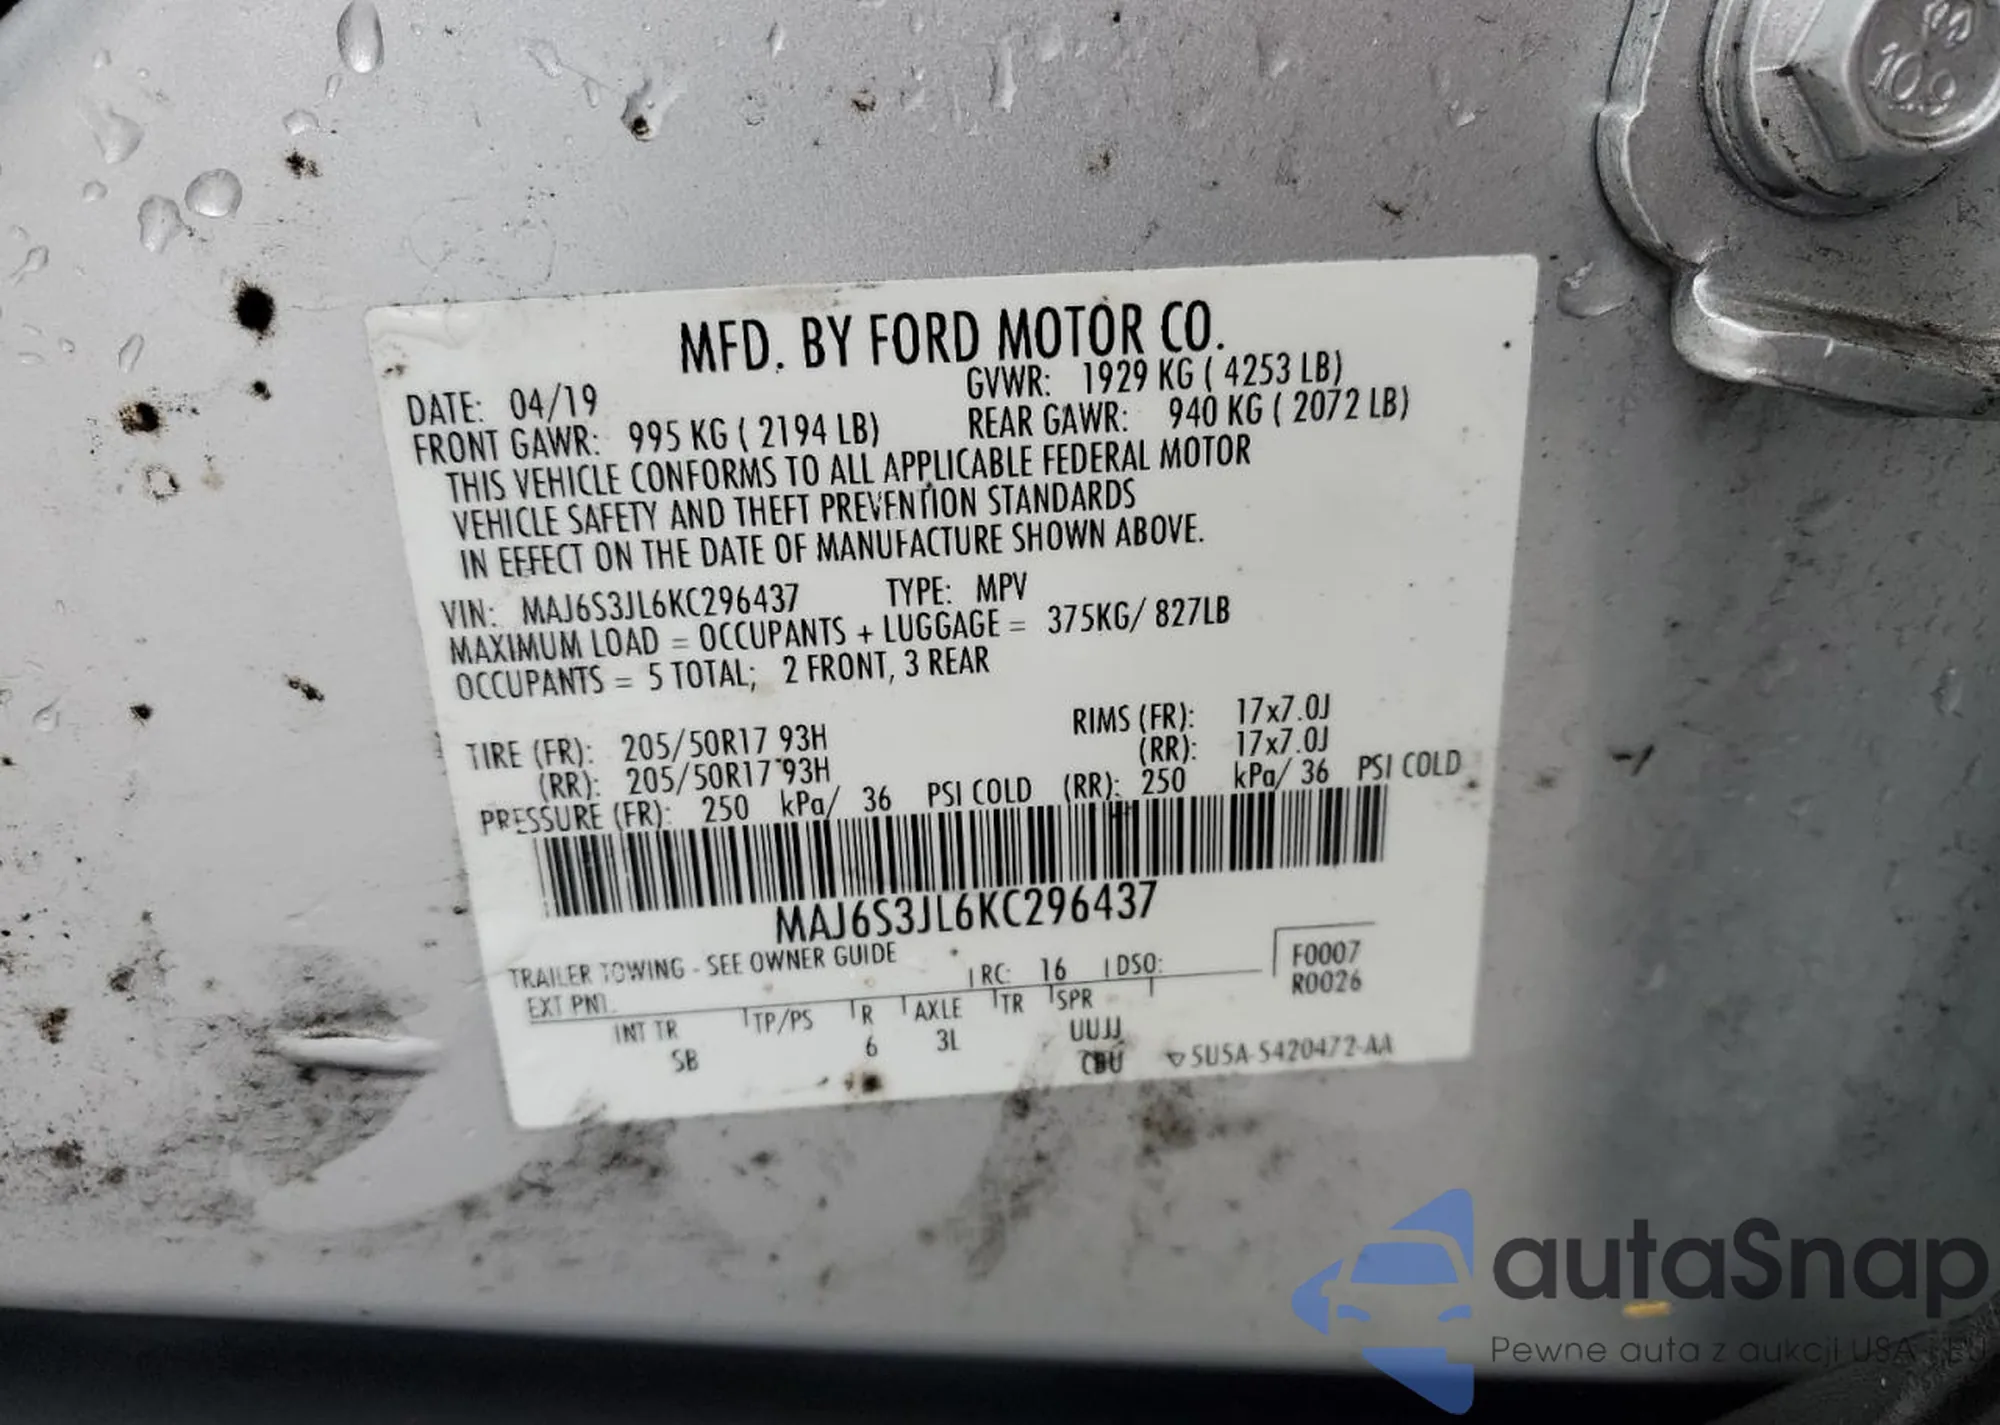 10.9
MFD. BY FORD MOTOR CO.
DATE: 04/19 GVWR: 1929 KG ( 4253 LB)
FRONT GAWR: 995 KG ( 2194 LB) REAR GAWR: 940 KG ( 2072 LB)
THIS VEHICLE CONFORMS TO ALL APPLICABLE FEDERAL MOTOR
VEHICLE SAFETY AND THEFT PREVENTION STANDARDS
IN EFFECT ON THE DATE OF MANUFACTURE SHOWN ABOVE.
VIN: MAJ6S3JL6KC296437 TYPE: MPV
MAXIMUM LOAD = OCCUPANTS + LUGGAGE = 375KG/ 827LB
OCCUPANTS = 5 TOTAL; 2 FRONT, 3 REAR
TIRE (FR): 205/50R17 93H RIMS (FR): 17x7.0J
(RR): 205/50R17 93H (RR): 17x7.0J
PRESSURE (FR): 250 kPa/ 36 PSI COLD (RR): 250 kPa/ 36 PSI COLD
MAJ6S3JL6KC296437
TRAILER TOWING - SEE OWNER GUIDE
EXT PNT: RC: 16 DSO: F0007
R0026
INT TR TP/PS R AXLE TR SPR
SB 6 3L UUJJ
CBU 5U5A-5420472-AA
autaSnap
Pewne auta z aukcji USA i EU